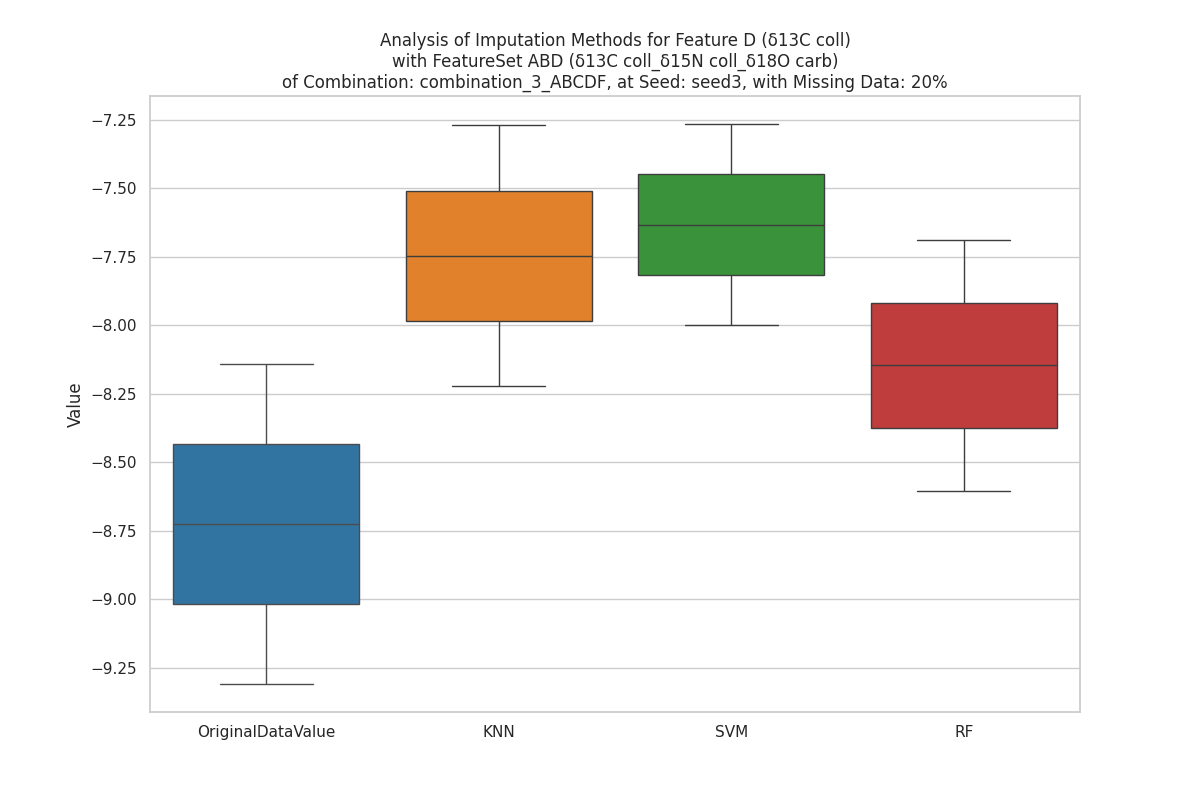 Analysis of Imputation Methods for Feature D (δ13C coll)
with FeatureSet ABD (δ13C coll_δ15N coll_δ18O carb)
of Combination: combination_3_ABCDF, at Seed: seed3, with Missing Data: 20%
−7.25
−7.50
−7.75
−8.00
−8.25
−8.50
−8.75
−9.00
−9.25
Value
OriginalDataValue
KNN
SVM
RF